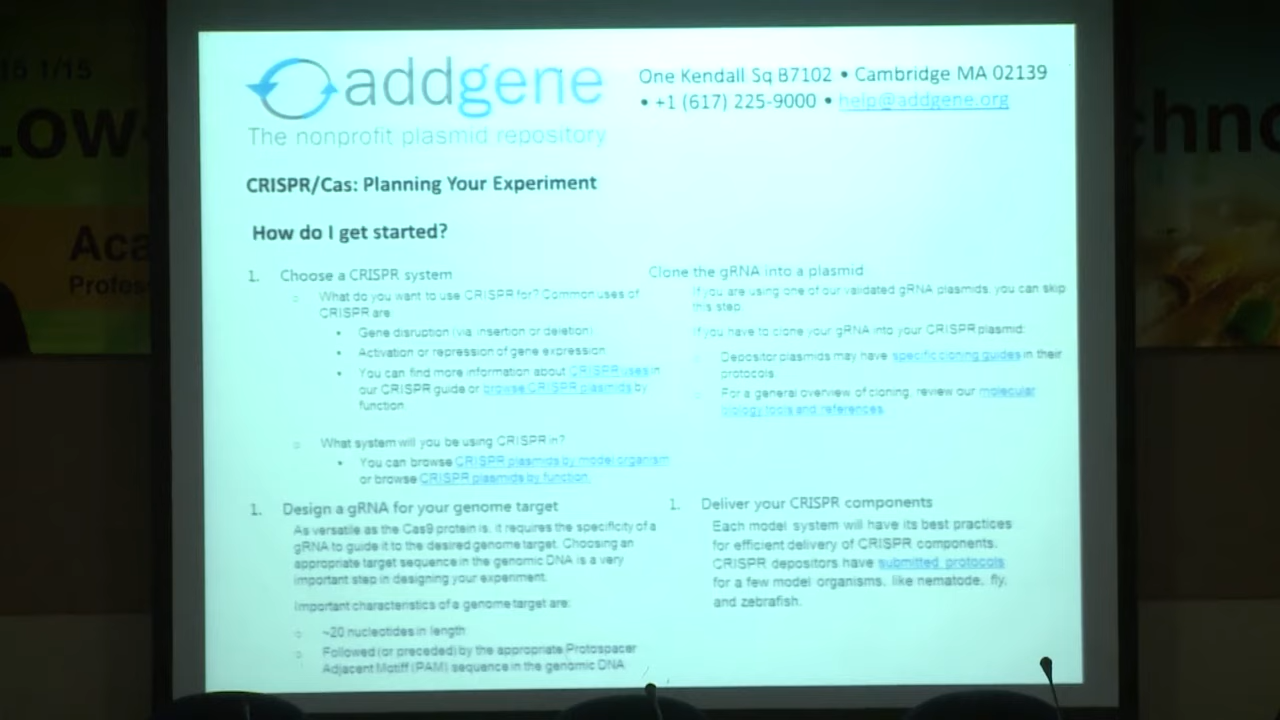 addgene
The nonprofit plasmid repository
One Kendall Sq B7102 • Cambridge MA 02139
• +1 (617) 225-9000 • help@addgene.org
CRISPR/Cas: Planning Your Experiment
How do I get started?
1. Choose a CRISPR system
What do you want to use CRISPR for? Common uses of
CRISPR are
• Gene disruption (via insertion or deletion).
• Activation or repression of gene expression
• You can find more information about CRISPR uses in
our CRISPR guide or browse CRISPR plasmids by
function.
What system will you be using CRISPR in?
• You can browse CRISPR plasmids by model organism
or browse CRISPR plasmids by function.
Clone the gRNA into a plasmid
If you are using one of our validated gRNA plasmids, you can skip
this step.
If you have to clone your gRNA into your CRISPR plasmid:
Depositor plasmids may have specific cloning guides in their
protocols.
For a general overview of cloning, review our molecular
biology tools and references.
1. Design a gRNA for your genome target
As versatile as the Cas9 protein is, it requires the specificity of a
gRNA to guide it to the desired genome target. Choosing an
appropriate target sequence in the genomic DNA is a very
important step in designing your experiment.
Important characteristics of a genome target are:
~20 nucleotides in length
Followed (or preceded) by the appropriate Protospacer
Adjacent Motiff (PAM) sequence in the genomic DNA
1. Deliver your CRISPR components
Each model system will have its best practices
for efficient delivery of CRISPR components.
CRISPR depositors have submitted protocols
for a few model organisms, like nematode, fly,
and zebrafish.
1/15
Low
Aca
Profes
chno